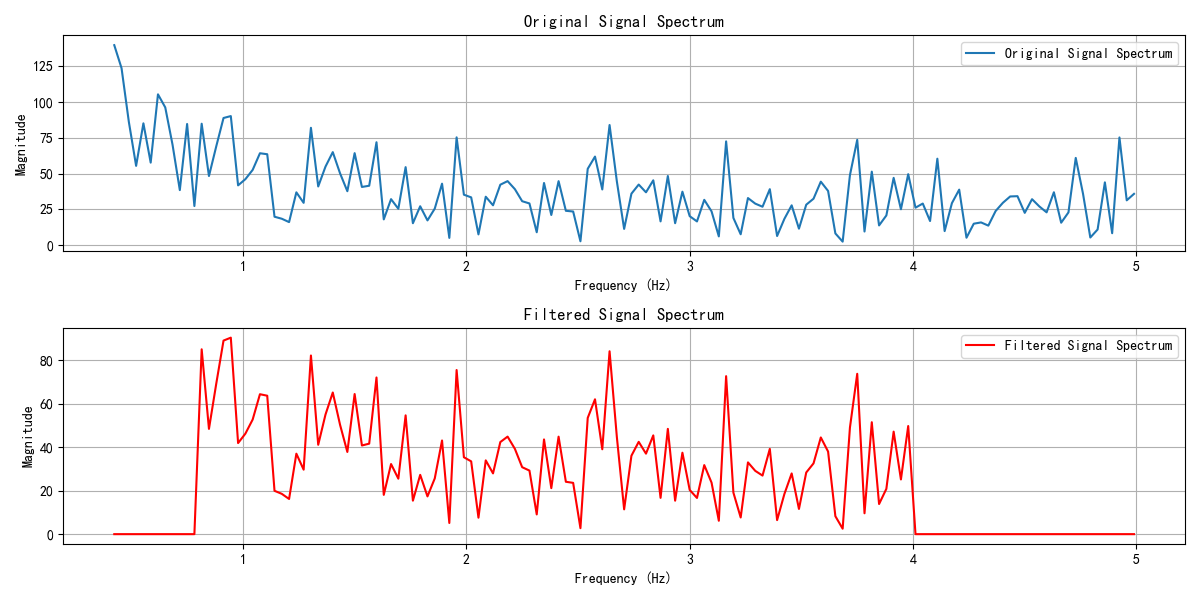 Original Signal Spectrum
Original Signal Spectrum
Magnitude
125
100
75
50
25
0
1 2 3 4 5
Frequency (Hz)
Filtered Signal Spectrum
Filtered Signal Spectrum
Magnitude
80
60
40
20
0
1 2 3 4 5
Frequency (Hz)